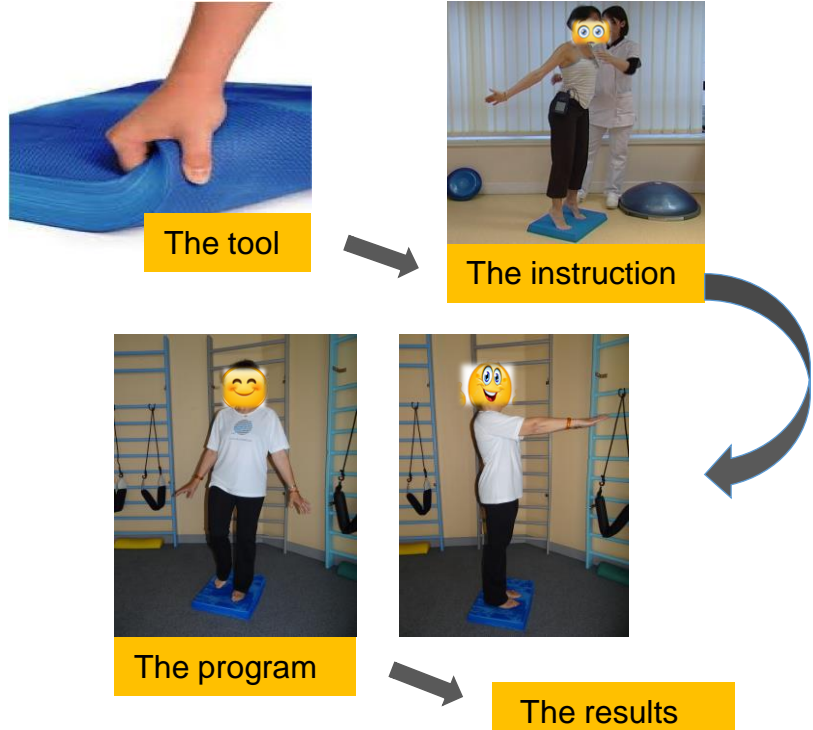 The tool
The instruction
The program
The results